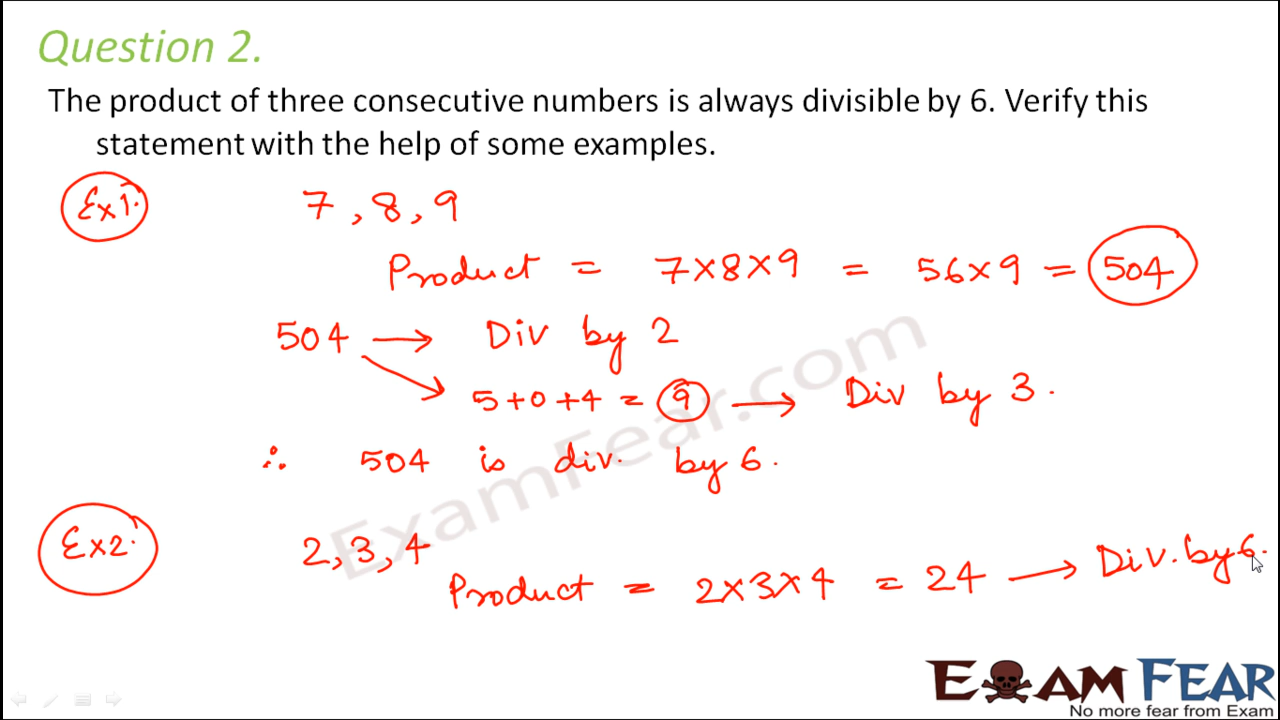 Question 2.
The product of three consecutive numbers is always divisible by 6. Verify this
statement with the help of some examples.
Ex1. 7, 8, 9
Product = 7×8×9 = 56×9 = 504
504 → Div by 2
5+0+4 = 9 → Div by 3.
∴ 504 is div. by 6.
Ex2. 2, 3, 4
Product = 2×3×4 = 24 → Div. by 6.
ExamFear.com
EXAM FEAR
No more fear from Exam